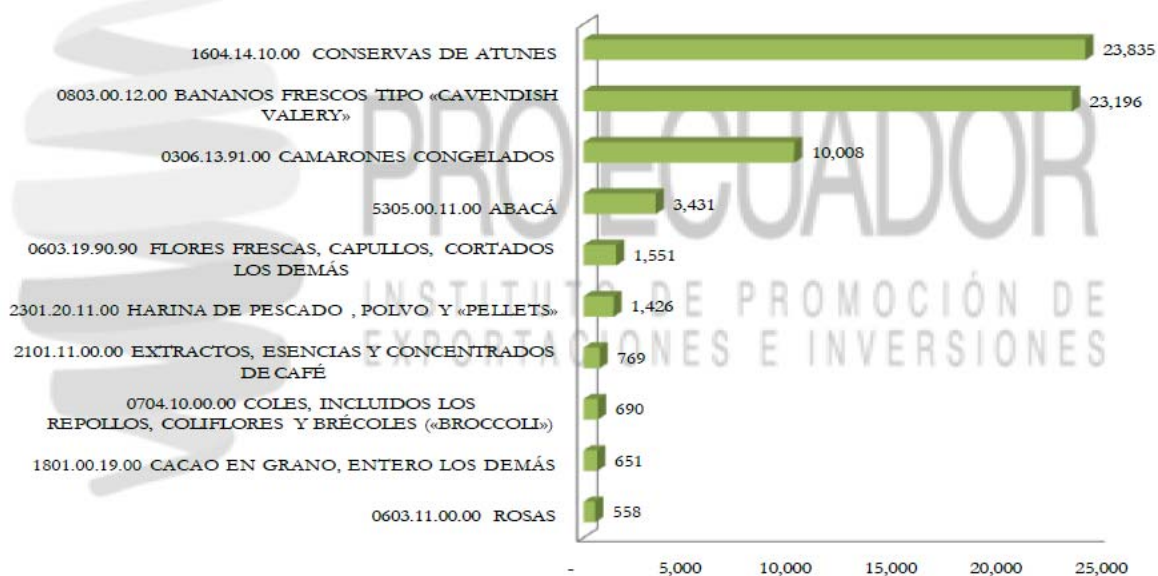 1604.14.10.00 CONSERVAS DE ATUNES
23,835
0803.00.12.00 BANANOS FRESCOS TIPO «CAVENDISH
VALERY»
23,196
0306.13.91.00 CAMARONES CONGELADOS
10,008
5305.00.11.00 ABACÁ
3,431
0603.19.90.90 FLORES FRESCAS, CAPULLOS, CORTADOS
LOS DEMÁS
1,551
2301.20.11.00 HARINA DE PESCADO , POLVO Y «PELLETS»
1,426
2101.11.00.00 EXTRACTOS, ESENCIAS Y CONCENTRADOS
DE CAFÉ
769
0704.10.00.00 COLES, INCLUIDOS LOS
REPOLLOS, COLIFLORES Y BRÉCOLES («BROCCOLI»)
690
1801.00.19.00 CACAO EN GRANO, ENTERO LOS DEMÁS
651
0603.11.00.00 ROSAS
558
- 5,000 10,000 15,000 20,000 25,000
PRO ECUADOR
INSTITUTO DE PROMOCIÓN DE
EXPORTACIONES E INVERSIONES